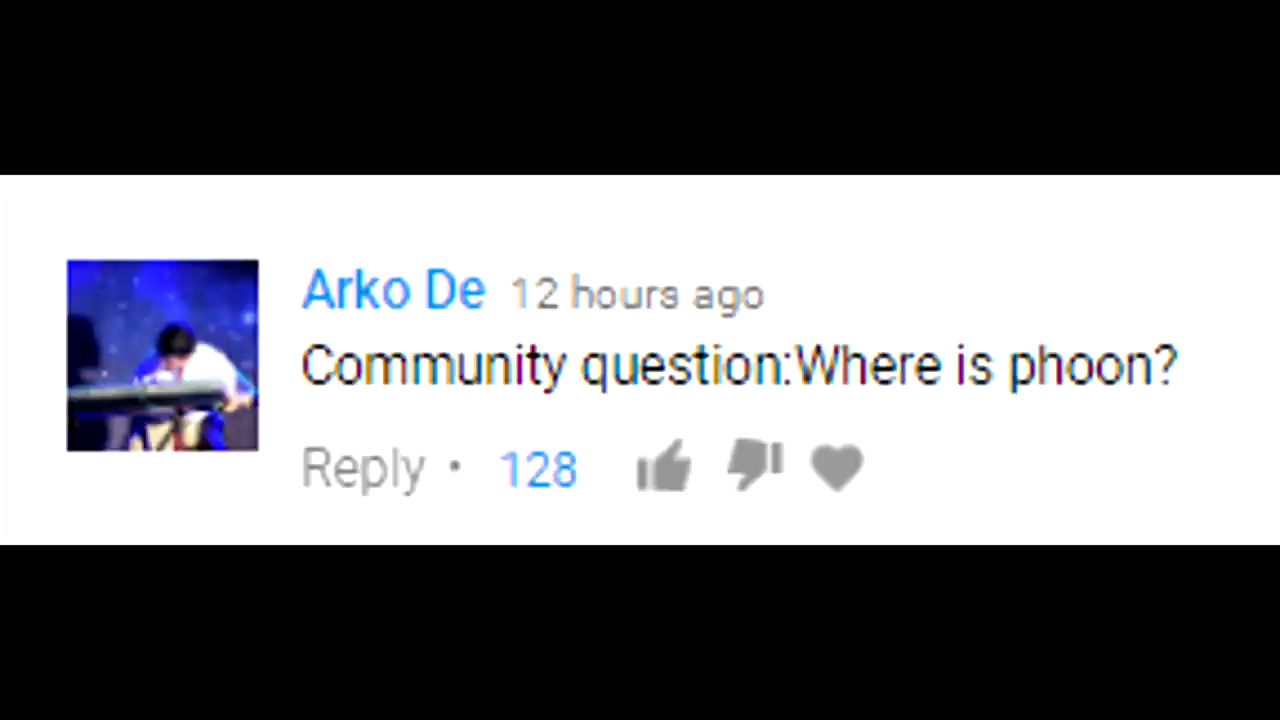 Arko De 12 hours ago
Community question:Where is phoon?
Reply • 128